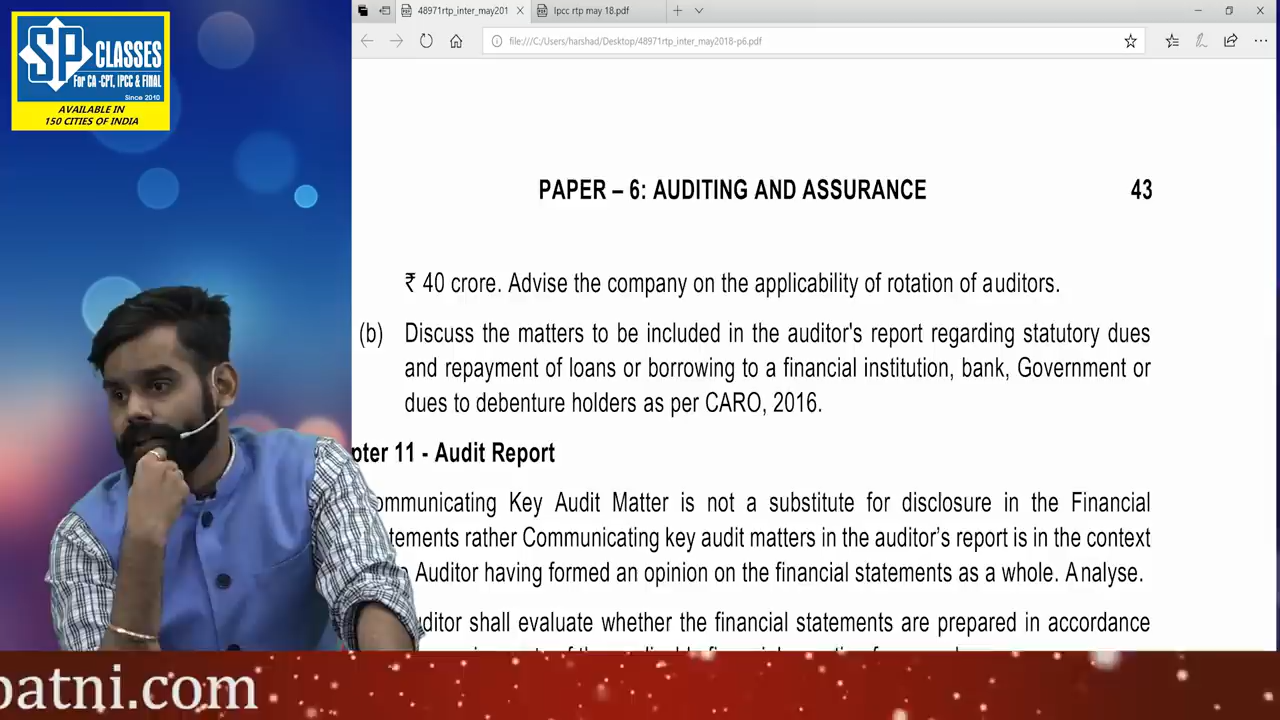 SP CLASSES
For CA -CPT, IPCC & FINAL
Since 2010
AVAILABLE IN
150 CITIES OF INDIA
48971rtp_inter_may201
Ipcc rtp may 18.pdf
file:///C:/Users/harshad/Desktop/48971rtp_inter_may2018-p6.pdf
PAPER – 6: AUDITING AND ASSURANCE 43
₹ 40 crore. Advise the company on the applicability of rotation of auditors.
(b) Discuss the matters to be included in the auditor's report regarding statutory dues
and repayment of loans or borrowing to a financial institution, bank, Government or
dues to debenture holders as per CARO, 2016.
pter 11 - Audit Report
ommunicating Key Audit Matter is not a substitute for disclosure in the Financial
tements rather Communicating key audit matters in the auditor's report is in the context
Auditor having formed an opinion on the financial statements as a whole. Analyse.
uditor shall evaluate whether the financial statements are prepared in accordance
patni.com